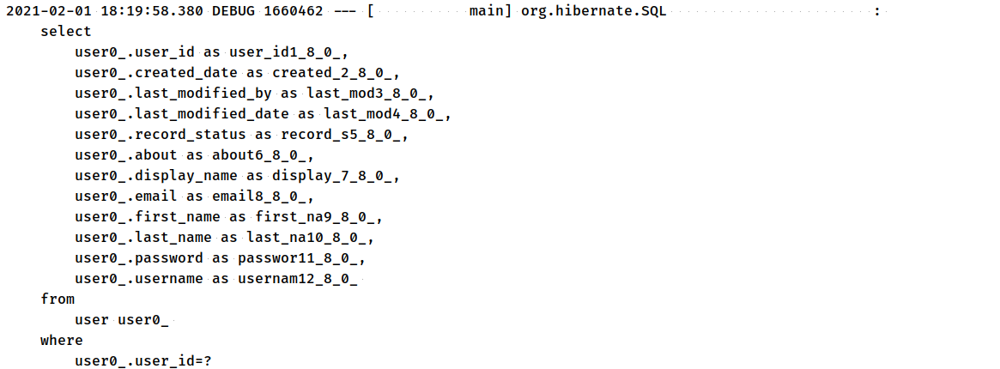 2021-02-01 18:19:58.380 DEBUG 1660462 --- [           main] org.hibernate.SQL                        :
    select
        user0_.user_id as user_id1_8_0_,
        user0_.created_date as created_2_8_0_,
        user0_.last_modified_by as last_mod3_8_0_,
        user0_.last_modified_date as last_mod4_8_0_,
        user0_.record_status as record_s5_8_0_,
        user0_.about as about6_8_0_,
        user0_.display_name as display_7_8_0_,
        user0_.email as email8_8_0_,
        user0_.first_name as first_na9_8_0_,
        user0_.last_name as last_na10_8_0_,
        user0_.password as passwor11_8_0_,
        user0_.username as usernam12_8_0_
    from
        user user0_
    where
        user0_.user_id=?